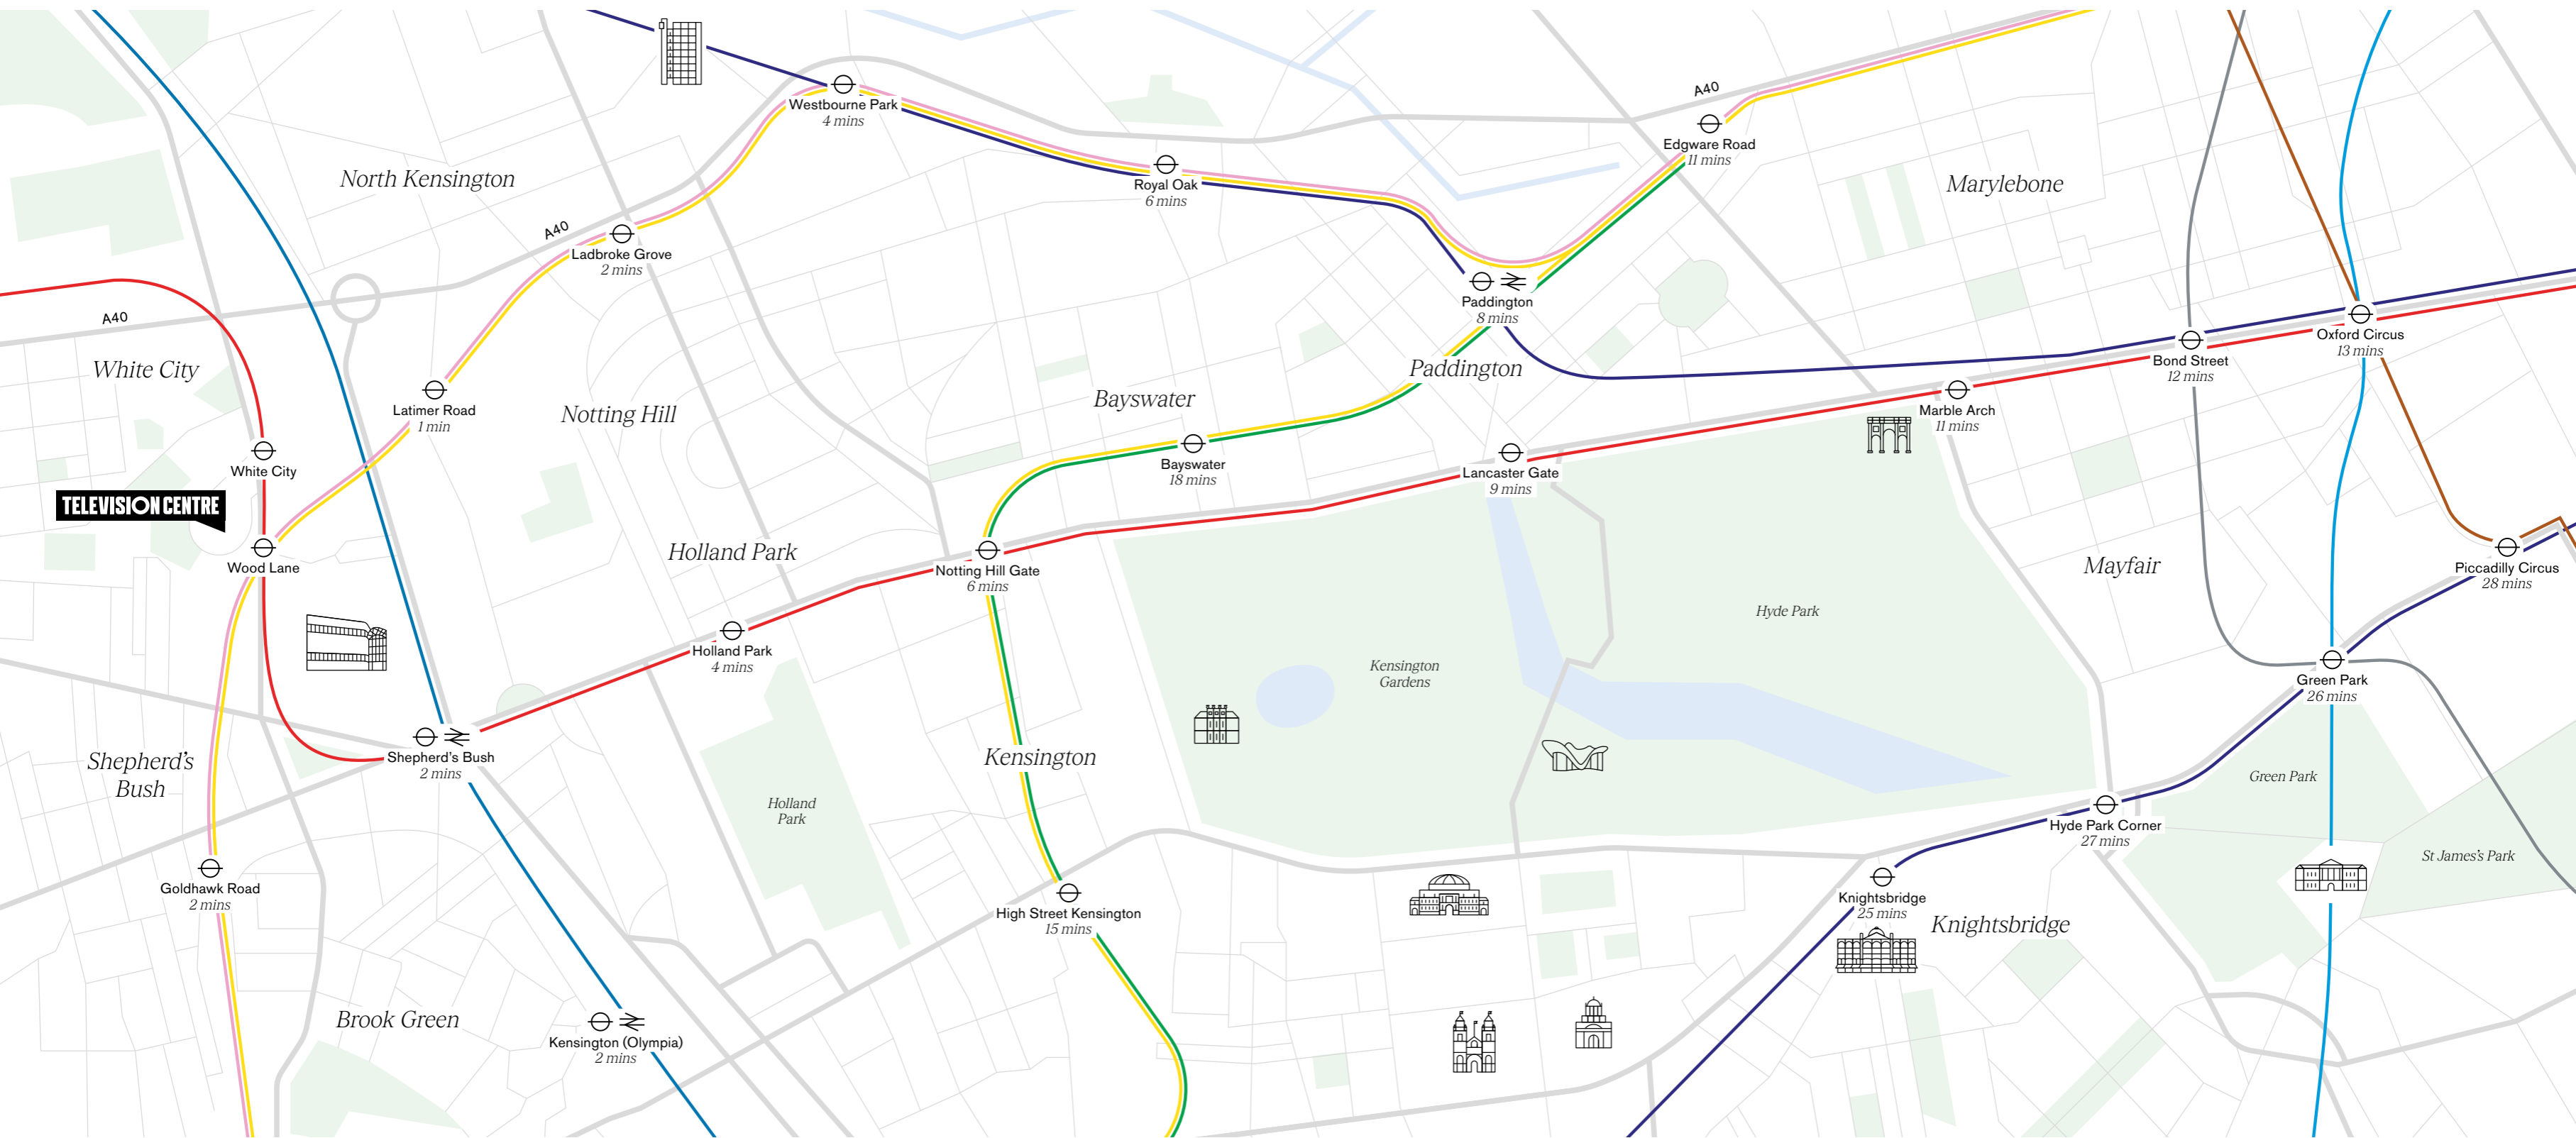 A40
Westbourne Park
4 mins
Edgware Road
11 mins
North Kensington
Royal Oak
6 mins
Marylebone
A40
Ladbroke Grove
2 mins
Paddington
8 mins
A40
Oxford Circus
13 mins
White City
Paddington
Bond Street
12 mins
Latimer Road
1 min
Notting Hill
Bayswater
Marble Arch
11 mins
White City
Bayswater
18 mins
Lancaster Gate
9 mins
TELEVISION CENTRE
Wood Lane
Holland Park
Notting Hill Gate
6 mins
Mayfair
Piccadilly Circus
28 mins
Hyde Park
Holland Park
4 mins
Kensington
Gardens
Green Park
26 mins
Shepherd's
Bush
Shepherd's Bush
2 mins
Kensington
Green Park
Holland
Park
Hyde Park Corner
27 mins
St James's Park
Goldhawk Road
2 mins
High Street Kensington
15 mins
Knightsbridge
25 mins
Knightsbridge
Brook Green
Kensington (Olympia)
2 mins